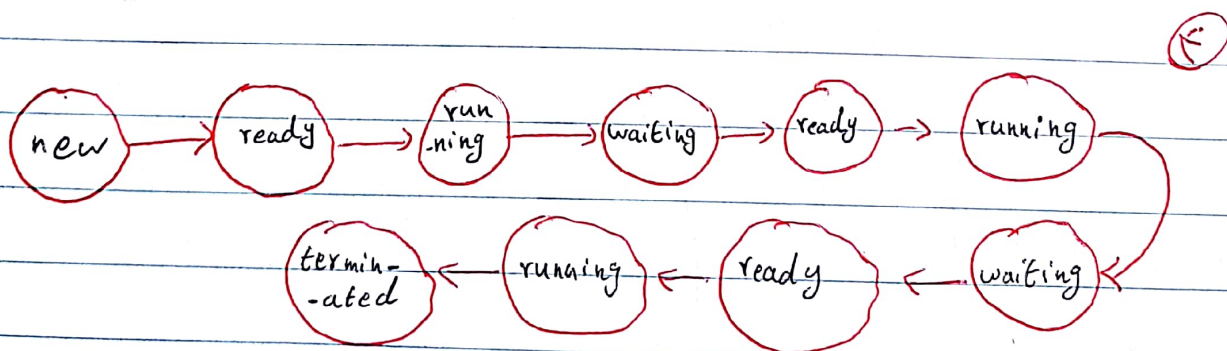 new
ready
run
-ning
waiting
ready
running
waiting
ready
running
termin-
-ated